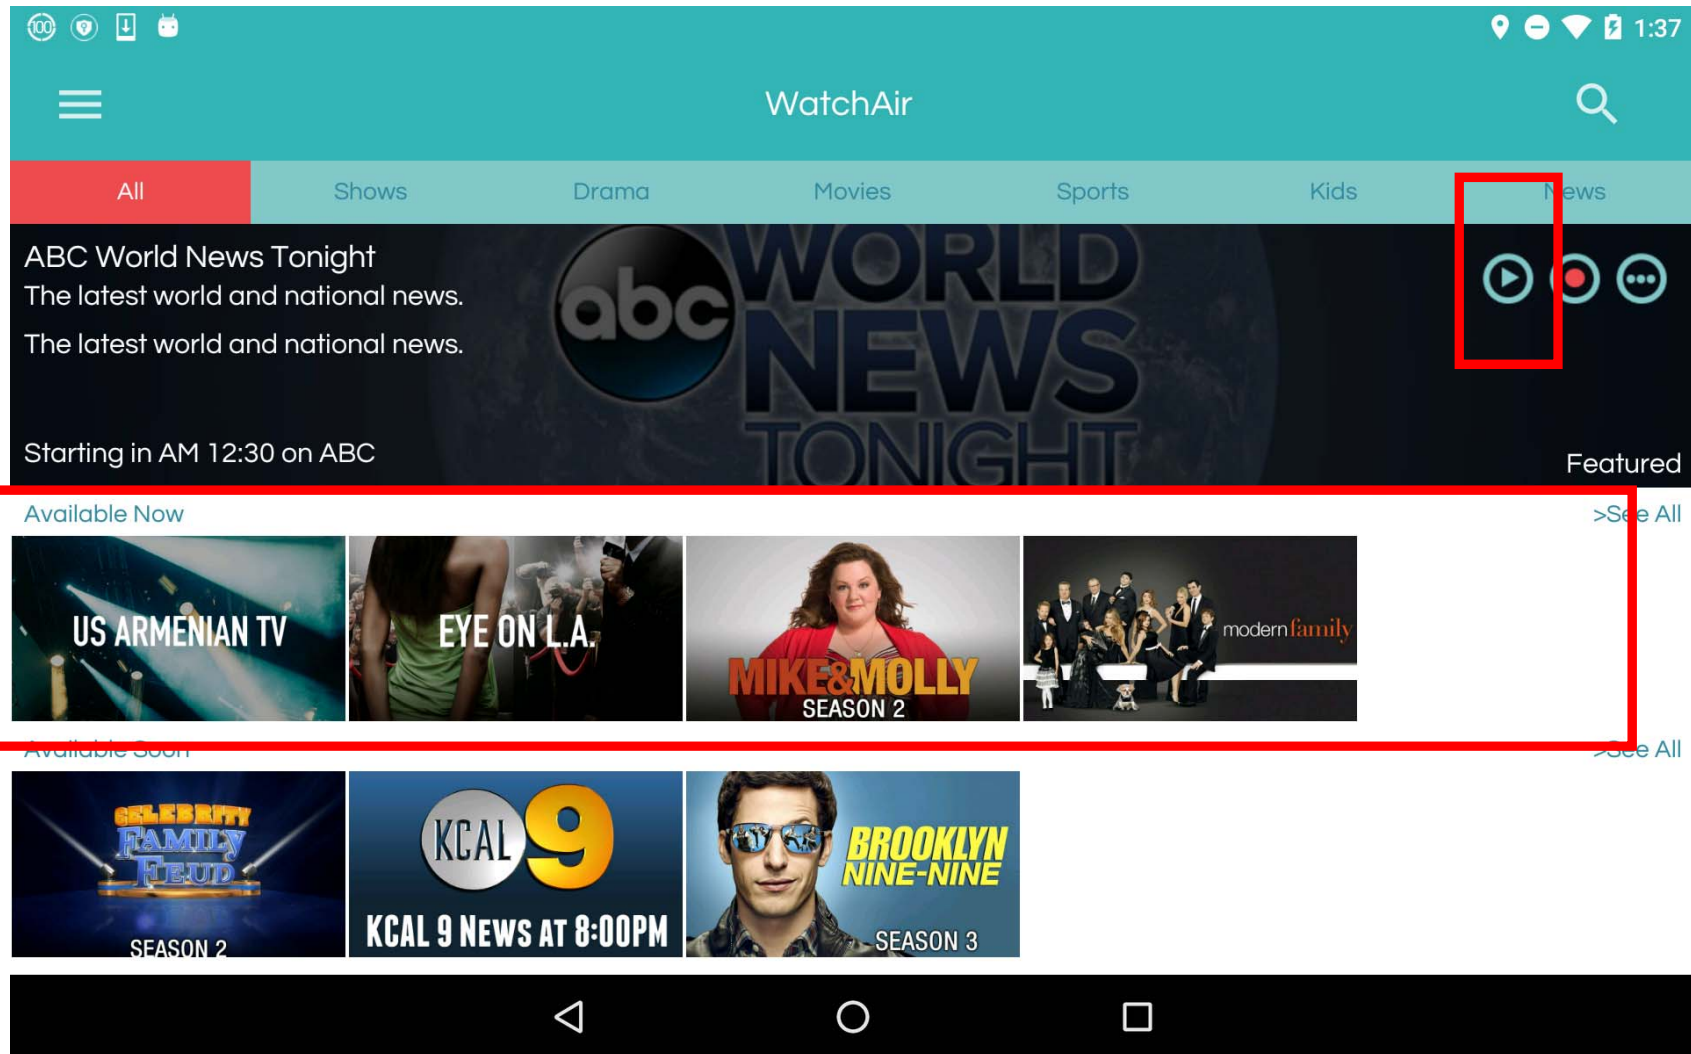 100
1:37
WatchAir
All Shows Drama Movies Sports Kids News
ABC World News Tonight
The latest world and national news.
The latest world and national news.
Starting in AM 12:30 on ABC
abc
WORLD
NEWS
TONIGHT
Featured
Available Now >See All
US ARMENIAN TV
EYE ON L.A.
MIKE&MOLLY
SEASON 2
modern family
Available Soon >See All
CELEBRITY
FAMILY
FEUD
SEASON 2
KCAL 9
KCAL 9 NEWS AT 8:00PM
BROOKLYN
NINE-NINE
SEASON 3